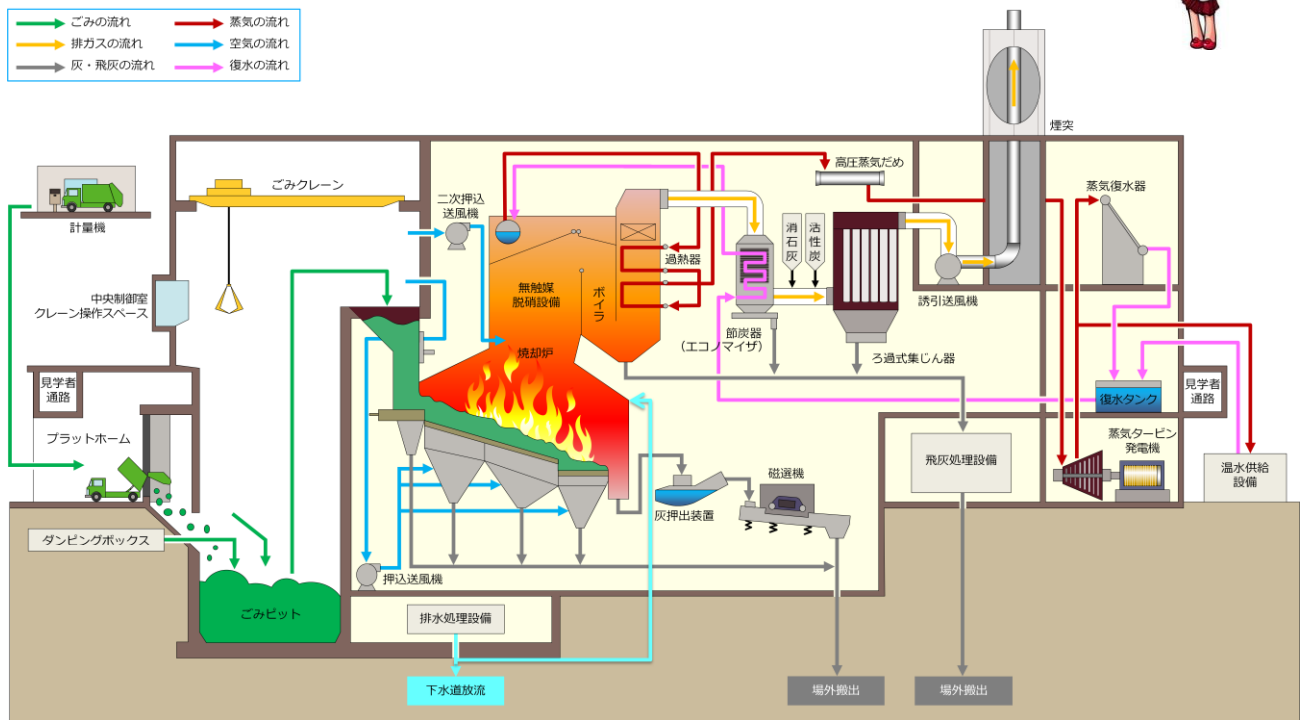 ごみの流れ
蒸気の流れ
排ガスの流れ
空気の流れ
灰・飛灰の流れ
復水の流れ
煙突
計量機
ごみクレーン
二次押込
送風機
高圧蒸気だめ
蒸気復水器
消石灰
活性炭
過熱器
無触媒
脱硝設備
ボイラ
中央制御室
クレーン操作スペース
誘引送風機
節炭器
(エコノマイザ)
ろ過式集じん器
焼却炉
見学者
通路
見学者
通路
復水タンク
プラットホーム
蒸気タービン
発電機
飛灰処理設備
温水供給
設備
磁選機
灰押出装置
ダンピングボックス
押込送風機
ごみピット
排水処理設備
下水道放流
場外搬出
場外搬出